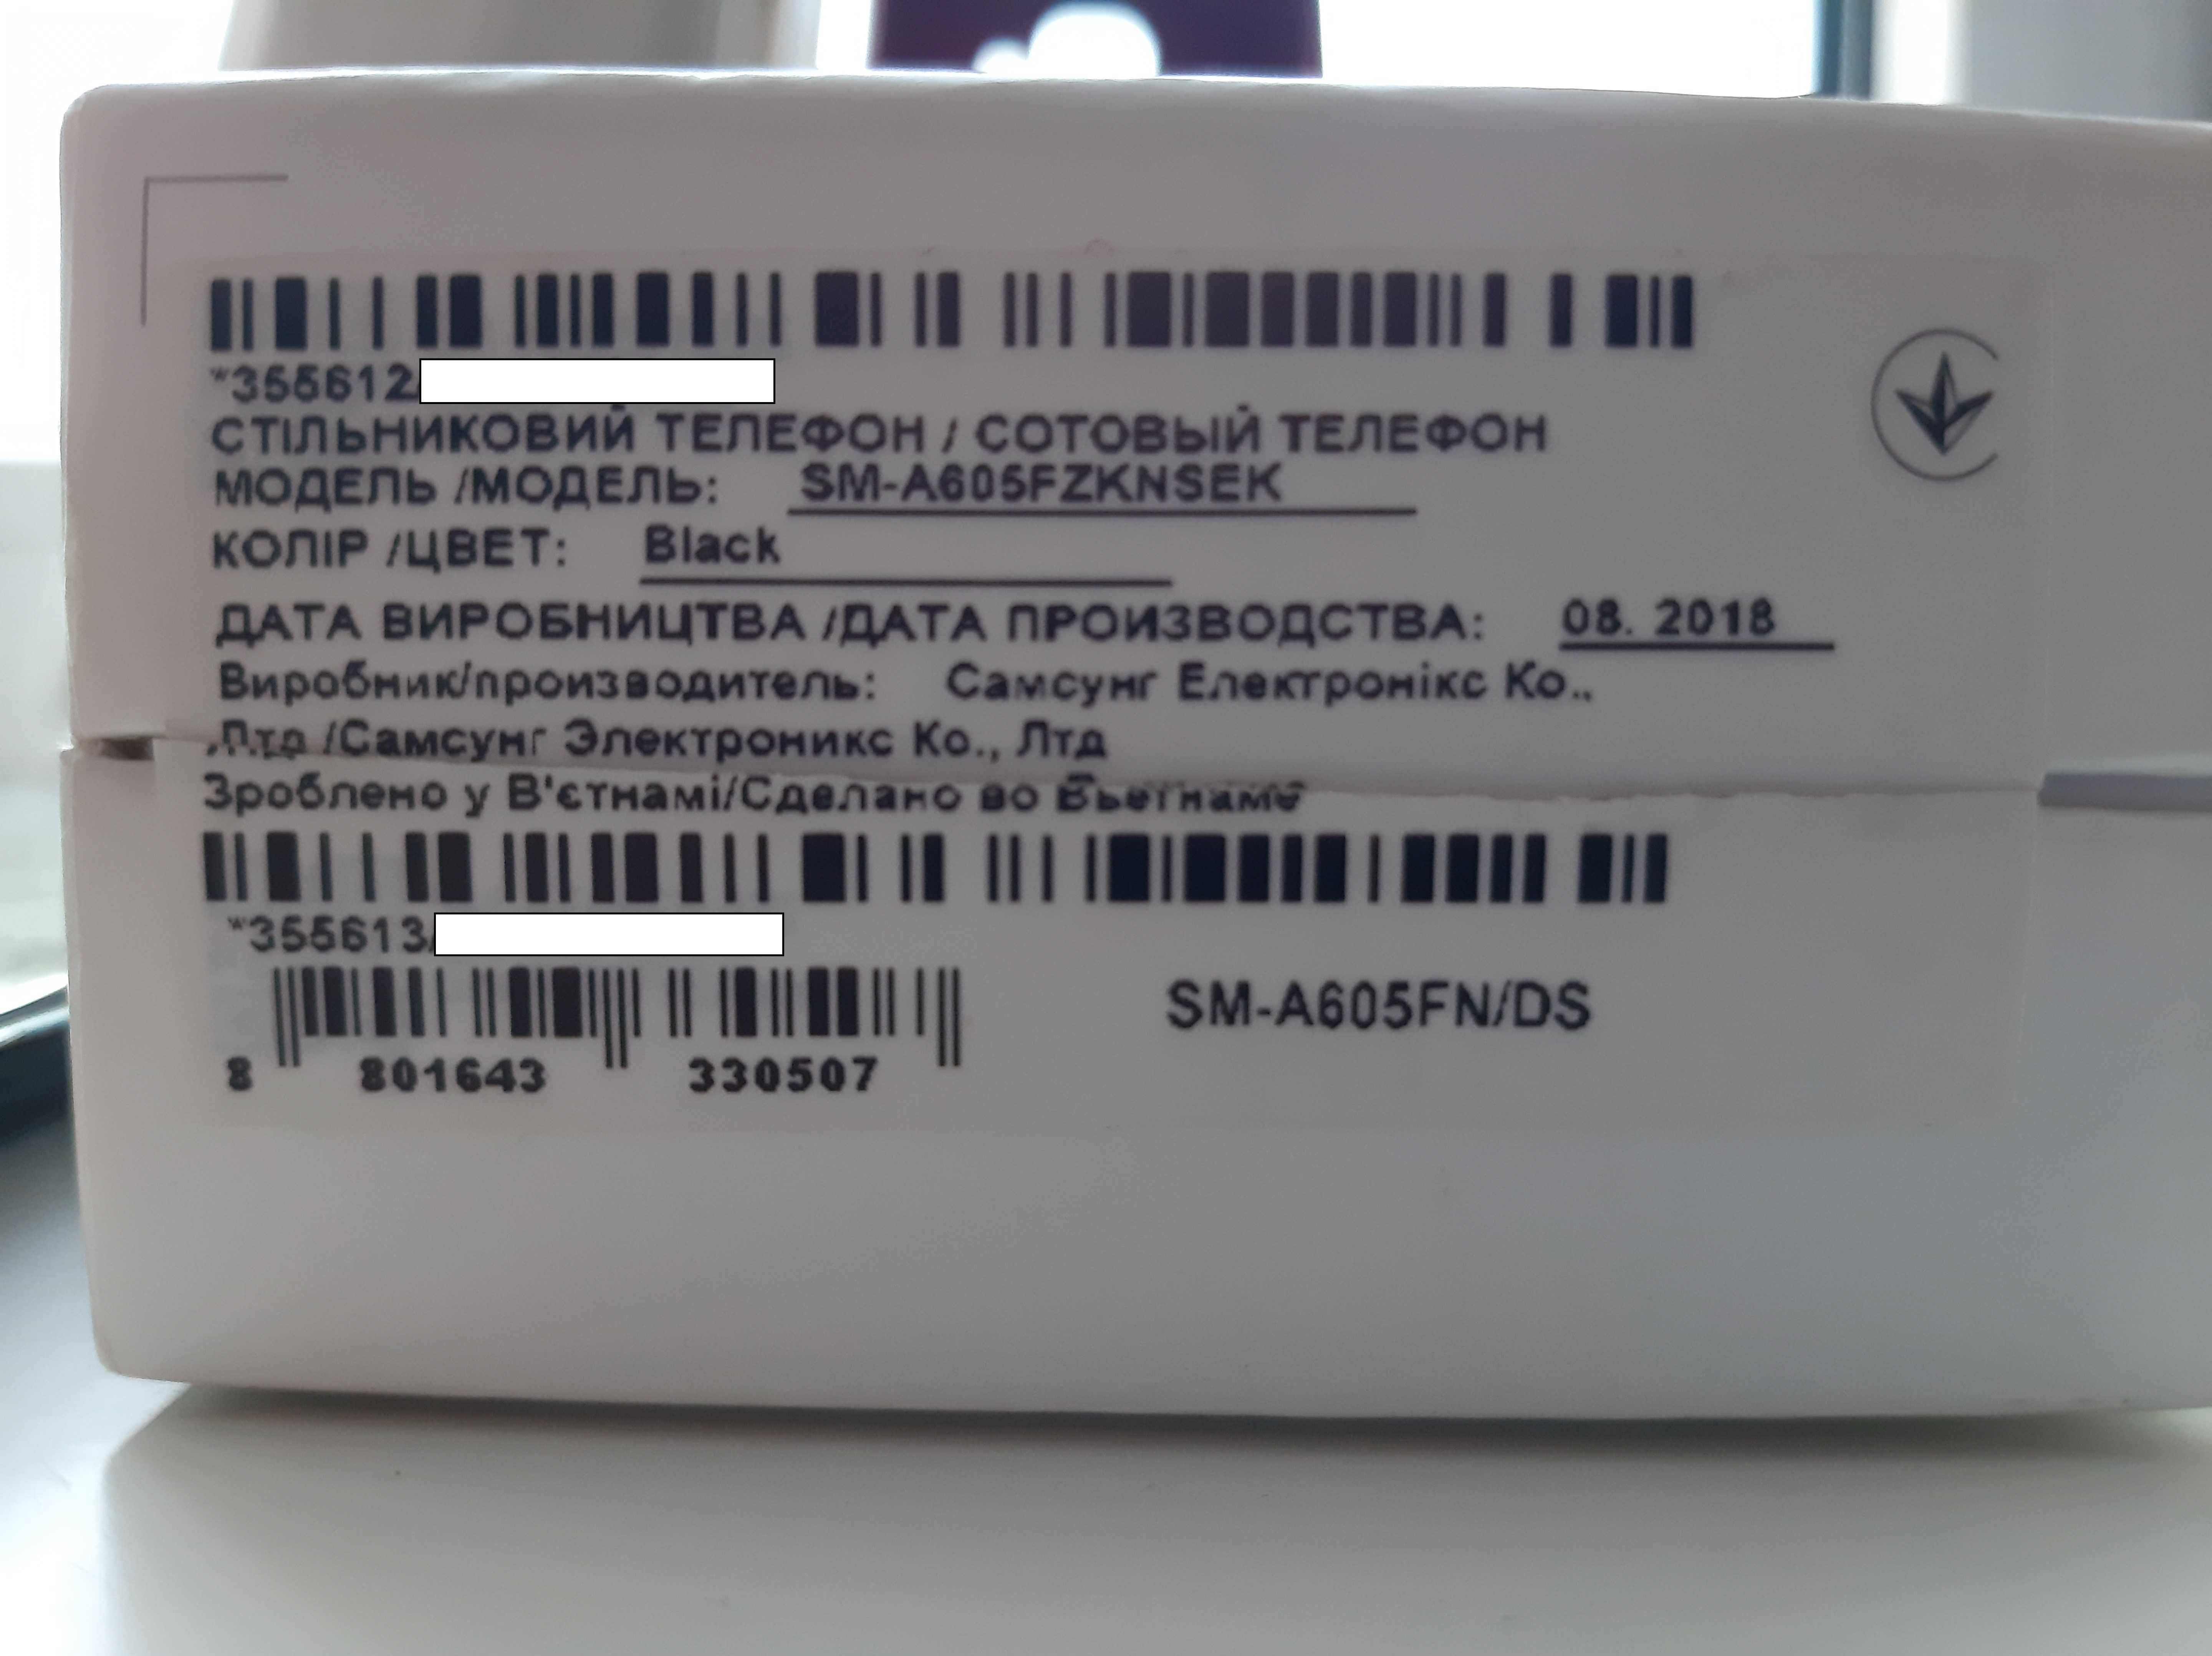 *355612/
СТІЛЬНИКОВИЙ ТЕЛЕФОН / СОТОВЫЙ ТЕЛЕФОН
МОДЕЛЬ /МОДЕЛЬ: SM-A605FZKNSEK
КОЛІР /ЦВЕТ: Black
ДАТА ВИРОБНИЦТВА /ДАТА ПРОИЗВОДСТВА: 08. 2018
Виробник/производитель: Самсунг Електронікс Ко.,
Лтд /Самсунг Электроникс Ко., Лтд
Зроблено у В'єтнамі/Сделано во Вьетнаме
*355613/
SM-A605FN/DS
8 801643 330507